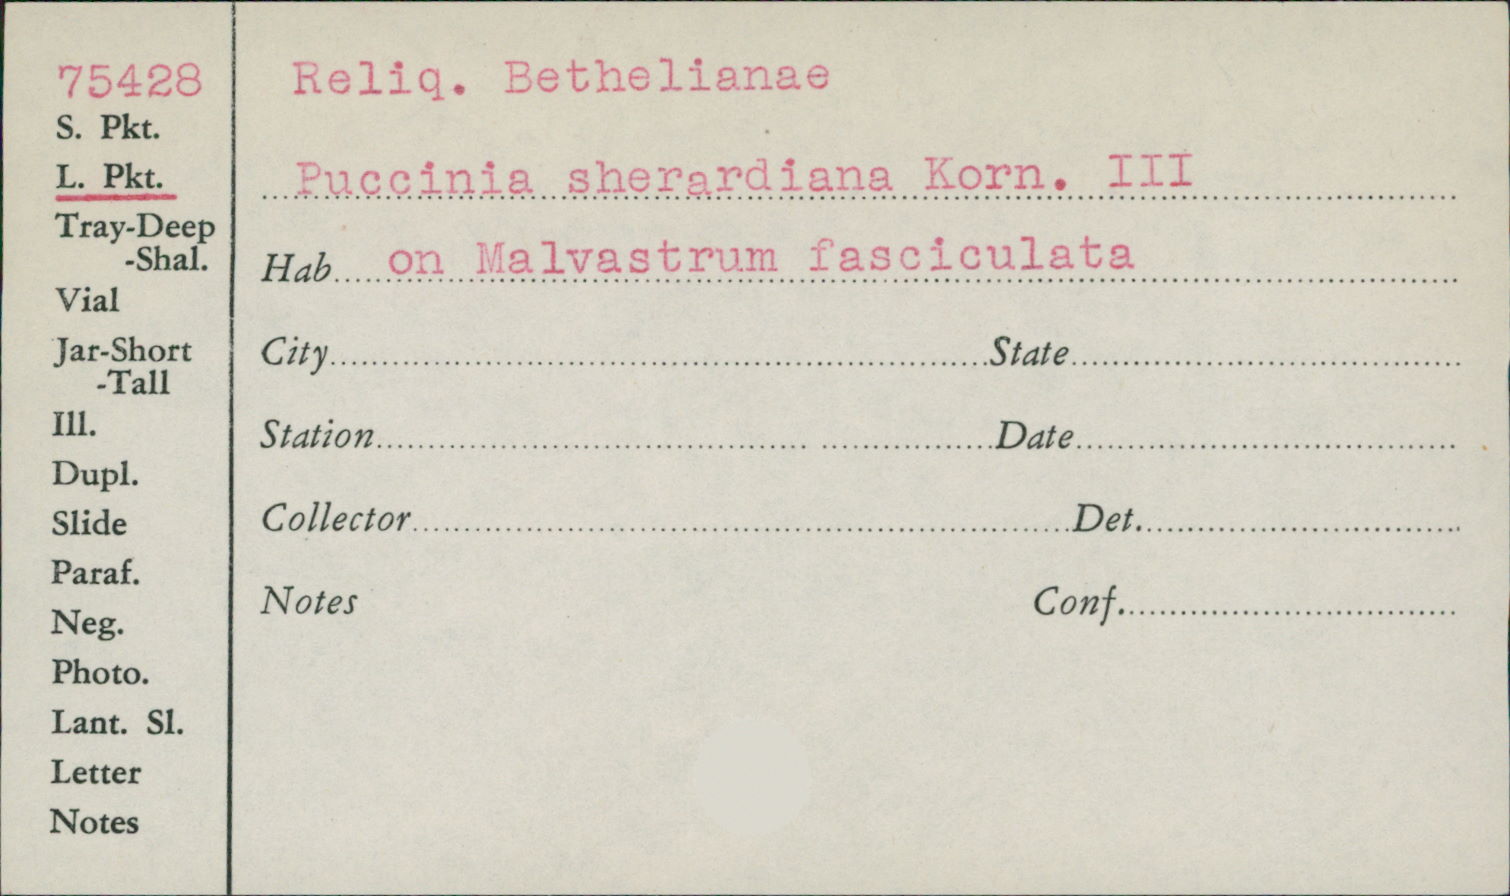 75428
S. Pkt.
L. Pkt.
Tray-Deep
-Shal.
Vial
Jar-Short
-Tall
Ill.
Dupl.
Slide
Paraf.
Neg.
Photo.
Lant. Sl.
Letter
Notes
Reliq. Bethelianae
Puccinia sherardiana Korn. III
Hab on Malvastrum fasciculata
City State
Station Date
Collector Det.
Notes Conf.